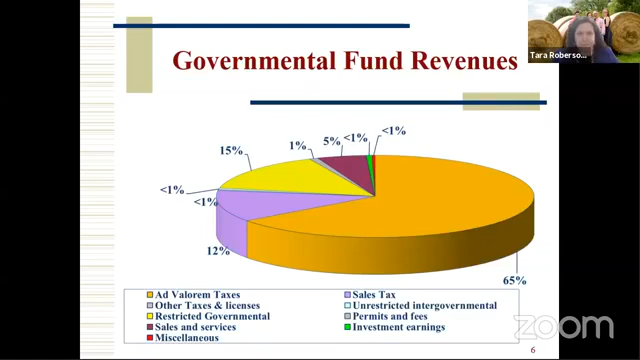 Tara Roberso...
Governmental Fund Revenues
<1%
5%
<1%
1%
15%
<1%
<1%
12%
65%
Ad Valorem Taxes
Sales Tax
Other Taxes & licenses
Unrestricted intergovernmental
Restricted Governmental
Permits and fees
Sales and services
Investment earnings
Miscellaneous
zoom
6